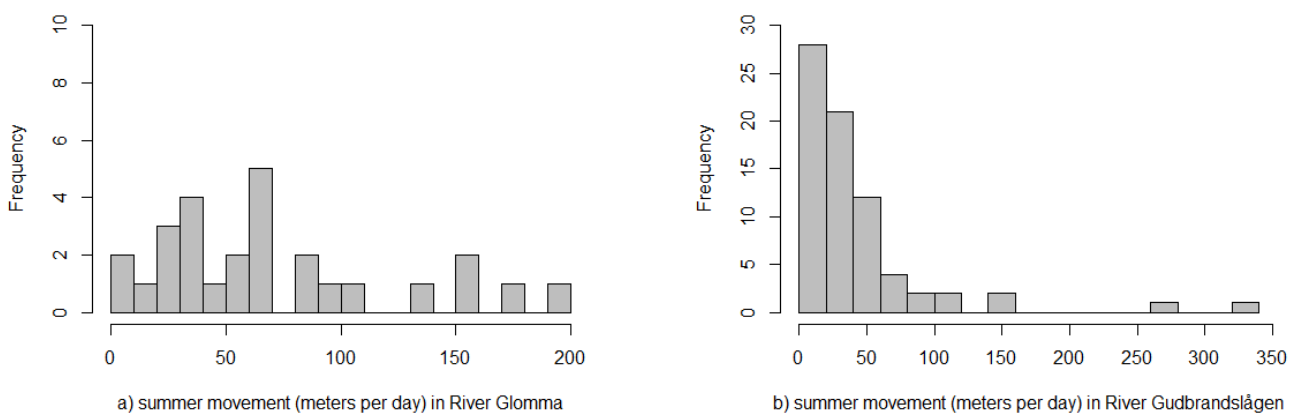 10
8
6
4
2
0
Frequency
0 50 100 150 200
a) summer movement (meters per day) in River Glomma
30
25
20
15
10
5
0
Frequency
0 50 100 150 200 250 300 350
b) summer movement (meters per day) in River Gudbrandslågen